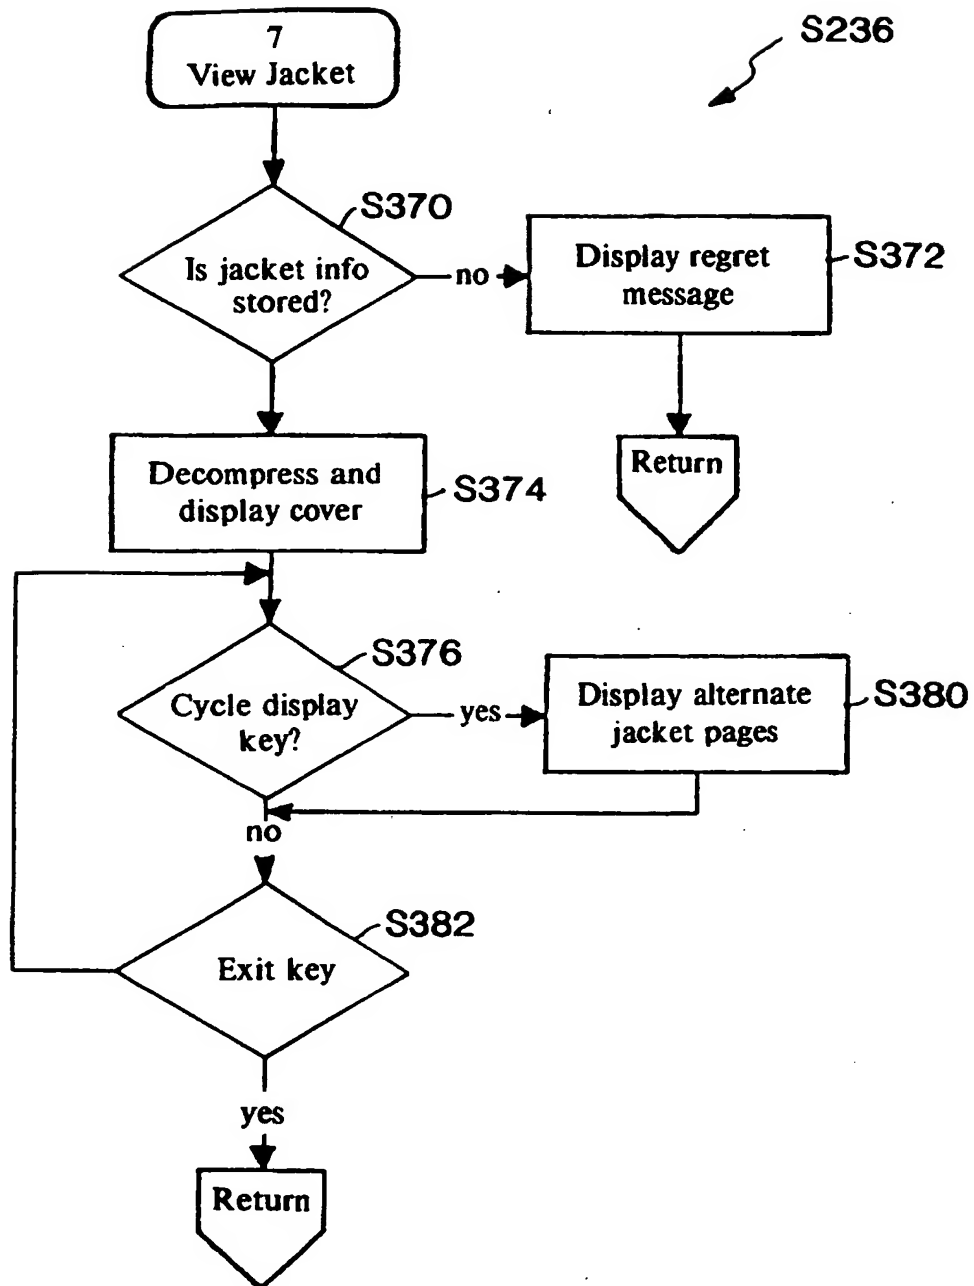 7
View Jacket
S236
S370
Is jacket info
stored?
no
Display regret
message
S372
Return
Decompress and
display cover
S374
S376
Cycle display
key?
yes
Display alternate
jacket pages
S380
no
S382
Exit key
yes
Return